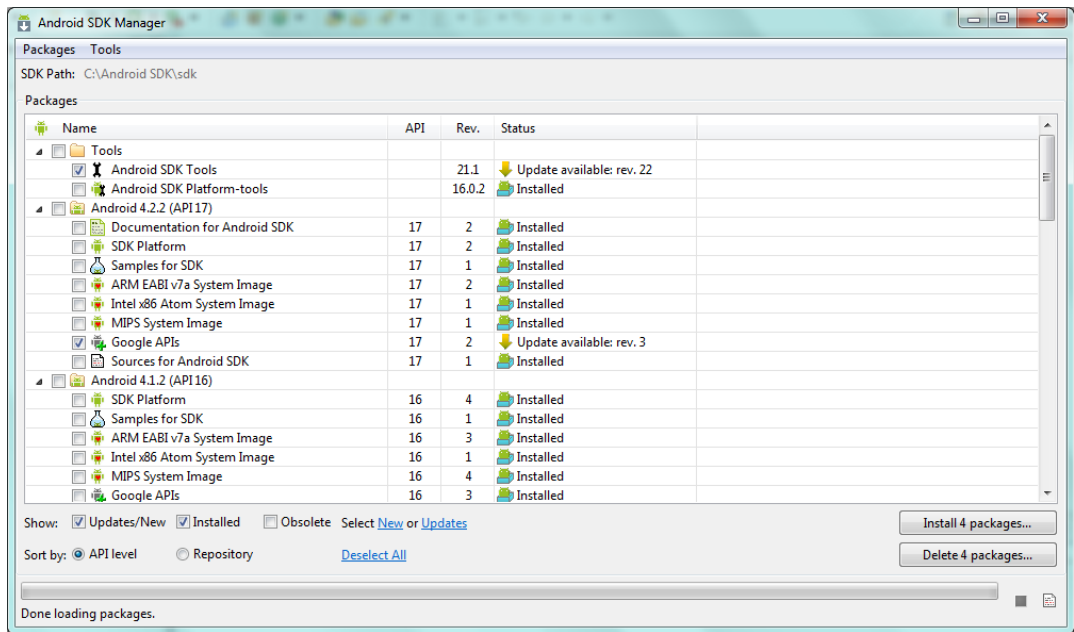 Android SDK Manager
Packages Tools
SDK Path: C:\Android SDK\sdk
Packages
Name API Rev. Status
Tools
Android SDK Tools 21.1 Update available: rev. 22
Android SDK Platform-tools 16.0.2 Installed
Android 4.2.2 (API 17)
Documentation for Android SDK 17 2 Installed
SDK Platform 17 2 Installed
Samples for SDK 17 1 Installed
ARM EABI v7a System Image 17 2 Installed
Intel x86 Atom System Image 17 1 Installed
MIPS System Image 17 1 Installed
Google APIs 17 2 Update available: rev. 3
Sources for Android SDK 17 1 Installed
Android 4.1.2 (API 16)
SDK Platform 16 4 Installed
Samples for SDK 16 1 Installed
ARM EABI v7a System Image 16 3 Installed
Intel x86 Atom System Image 16 1 Installed
MIPS System Image 16 4 Installed
Google APIs 16 3 Installed
Show: Updates/New Installed Obsolete Select New or Updates Install 4 packages...
Sort by: API level Repository Deselect All Delete 4 packages...
Done loading packages.